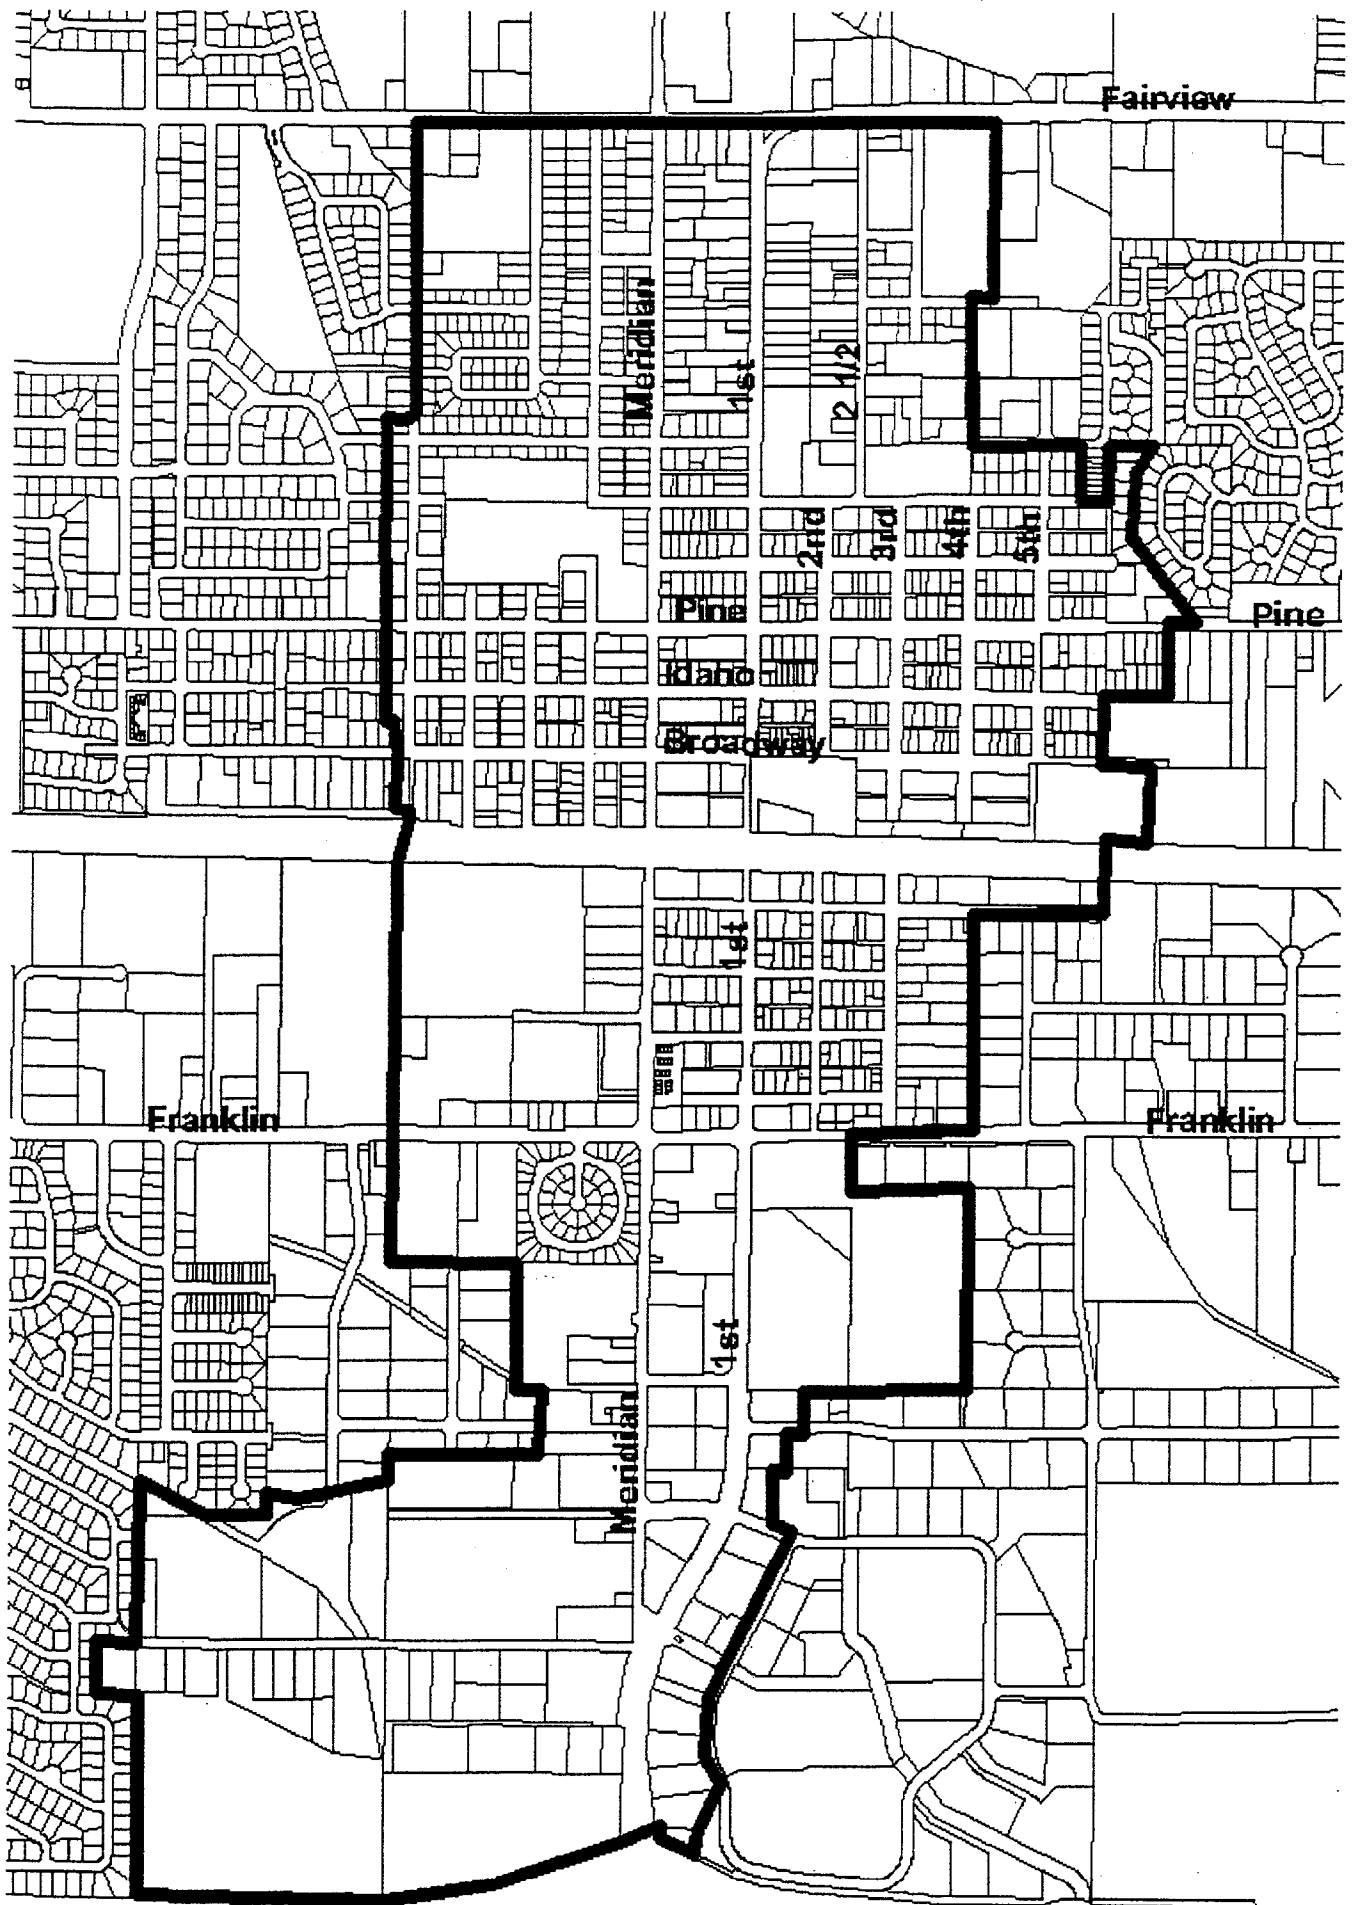 Fairview
Meridian
1st
2 1/2
2nd
3rd
4th
5th
Pine
Pine
Idaho
Broadway
1st
Franklin
Franklin
1st
Meridian